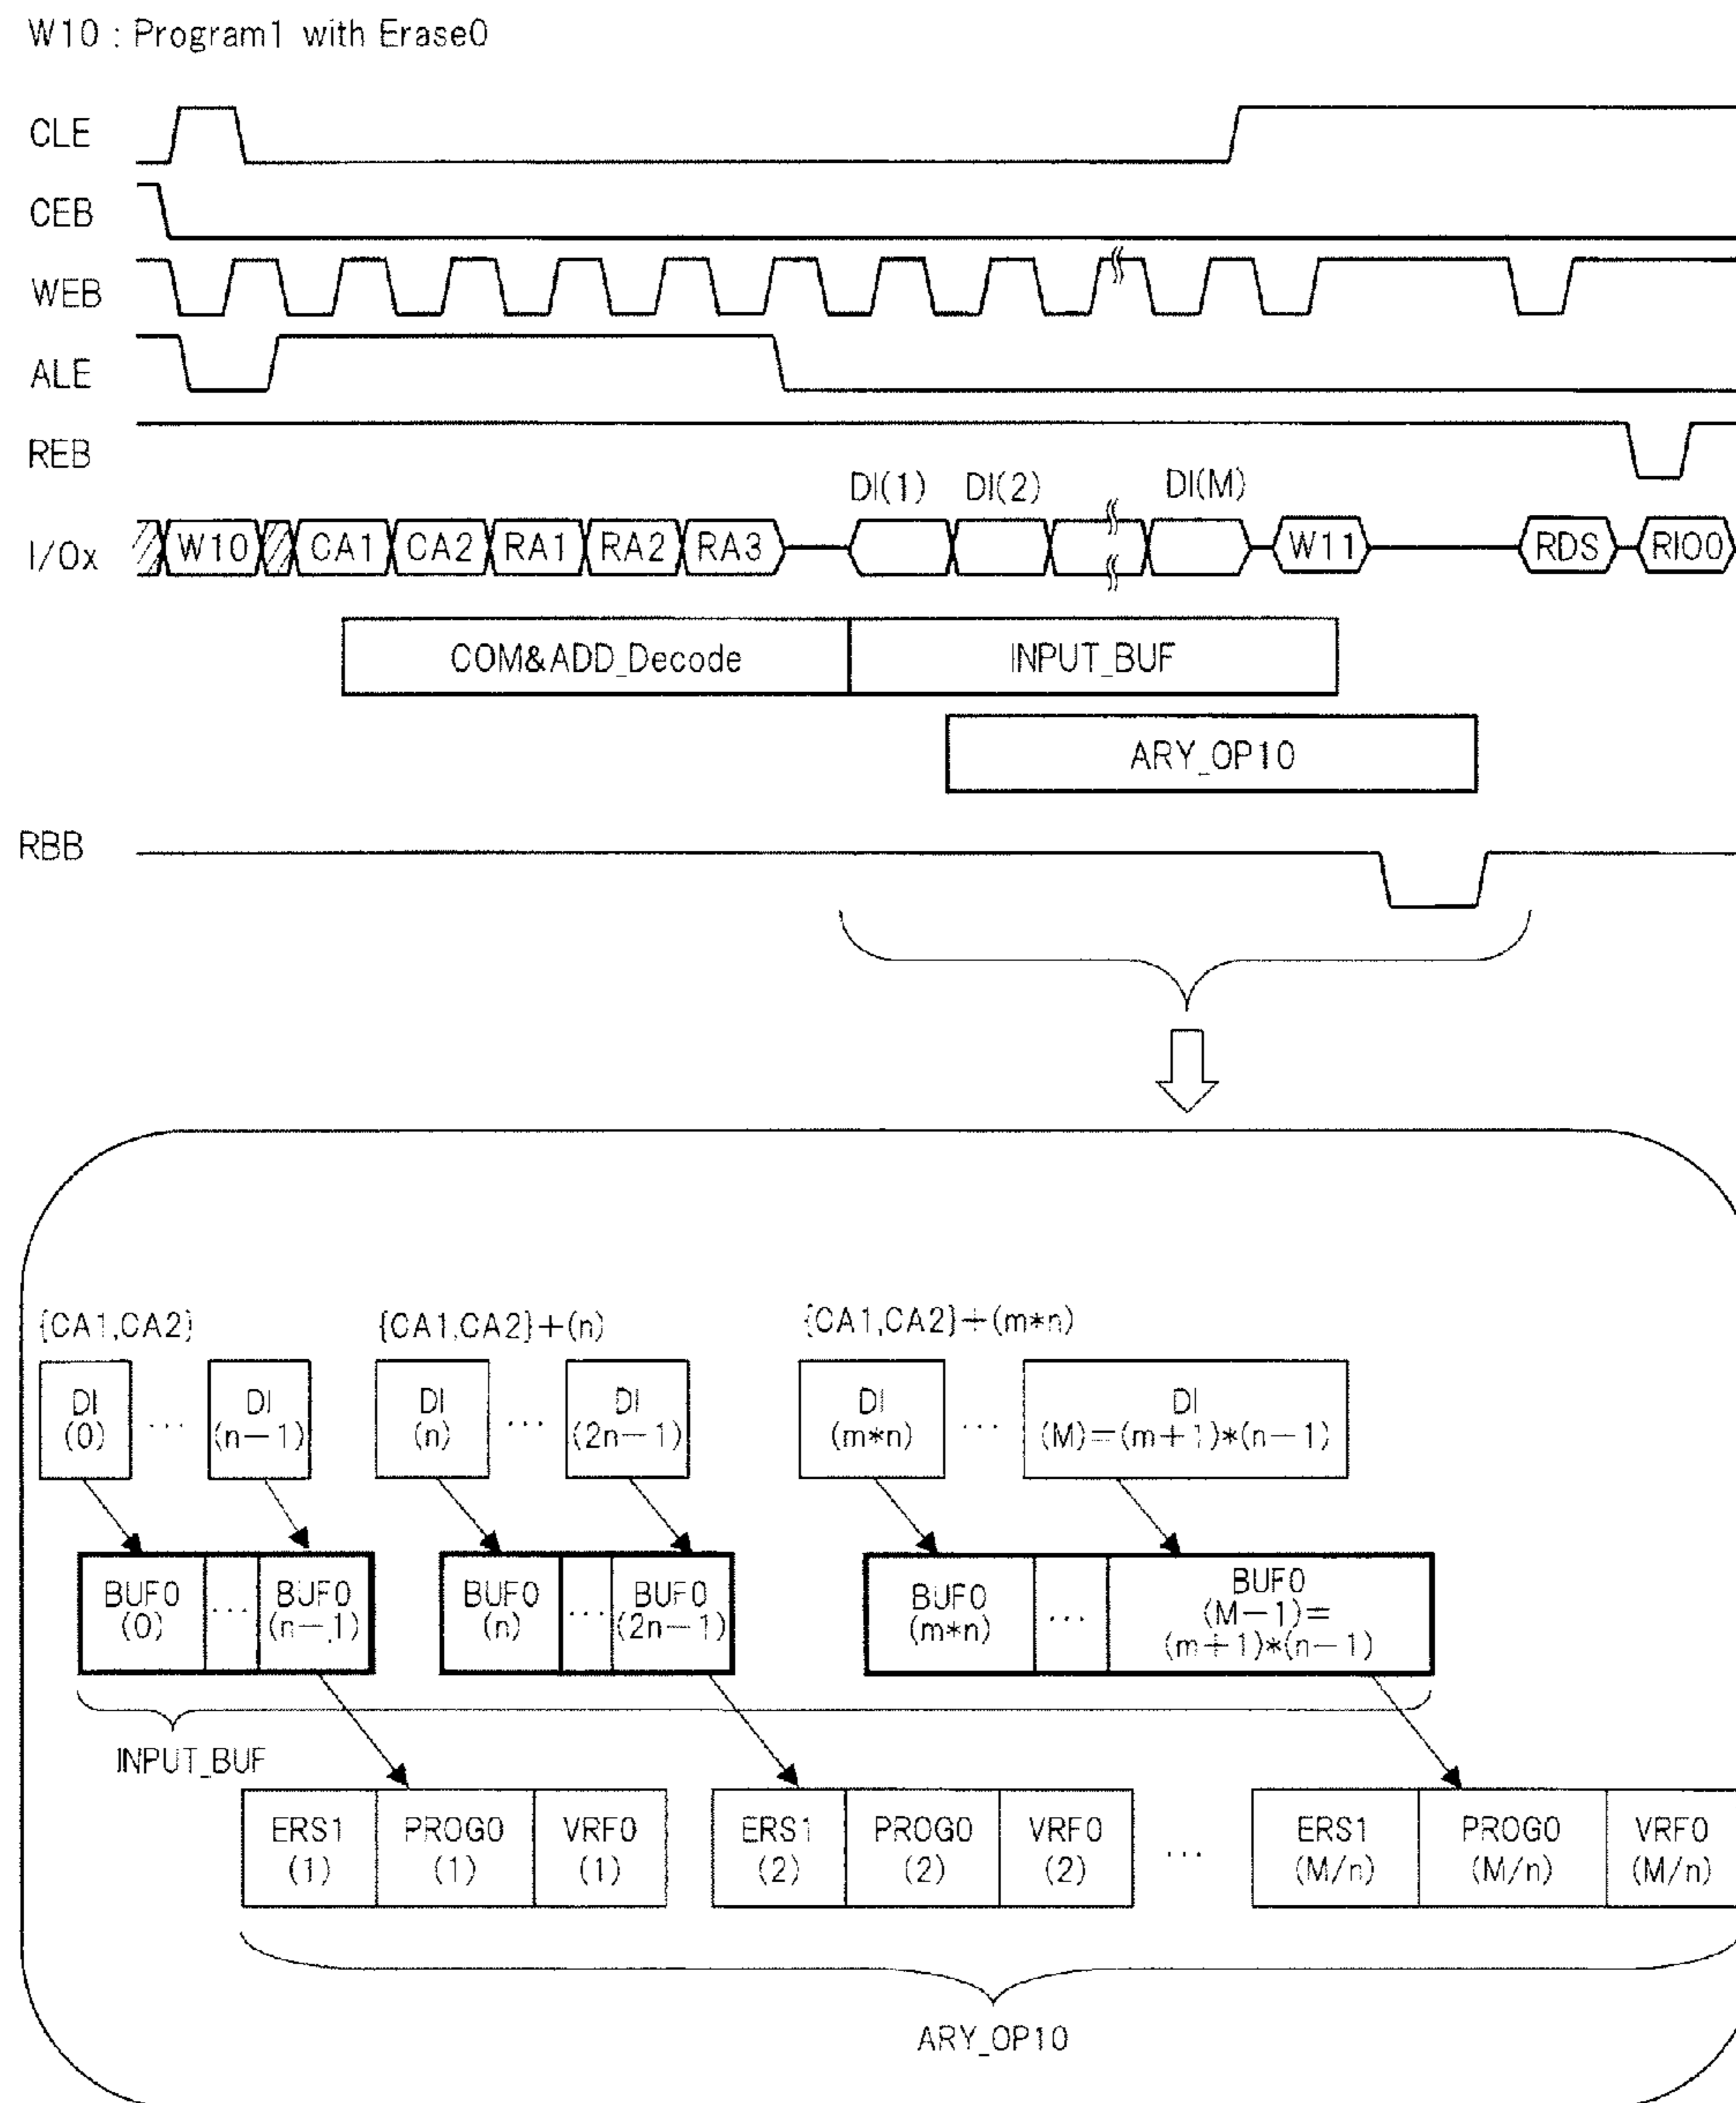 W10 : Program1 with Erase0
CLE
CEB
WEB
ALE
REB
DI(1) DI(2) DI(M)
I/Ox W10 CA1 CA2 RA1 RA2 RA3 W11 RDS RIO0
COM&ADD_Decode INPUT_BUF
ARY_OP10
RBB
{CA1,CA2} {CA1,CA2}+(n) {CA1,CA2}+(m*n)
DI DI DI DI DI DI
(0) ... (n-1) (n) ... (2n-1) (m*n) ... (M)=(m+1)*(n-1)
BUF0 BUF0 BUF0 BUF0 BUF0 BUF0
(0) ... (n-1) (n) ... (2n-1) (m*n) ... (M-1)=
(m+1)*(n-1)
INPUT_BUF
ERS1 PROG0 VRF0 ERS1 PROG0 VRF0 ERS1 PROG0 VRF0
(1) (1) (1) (2) (2) (2) ... (M/n) (M/n) (M/n)
ARY_OP10